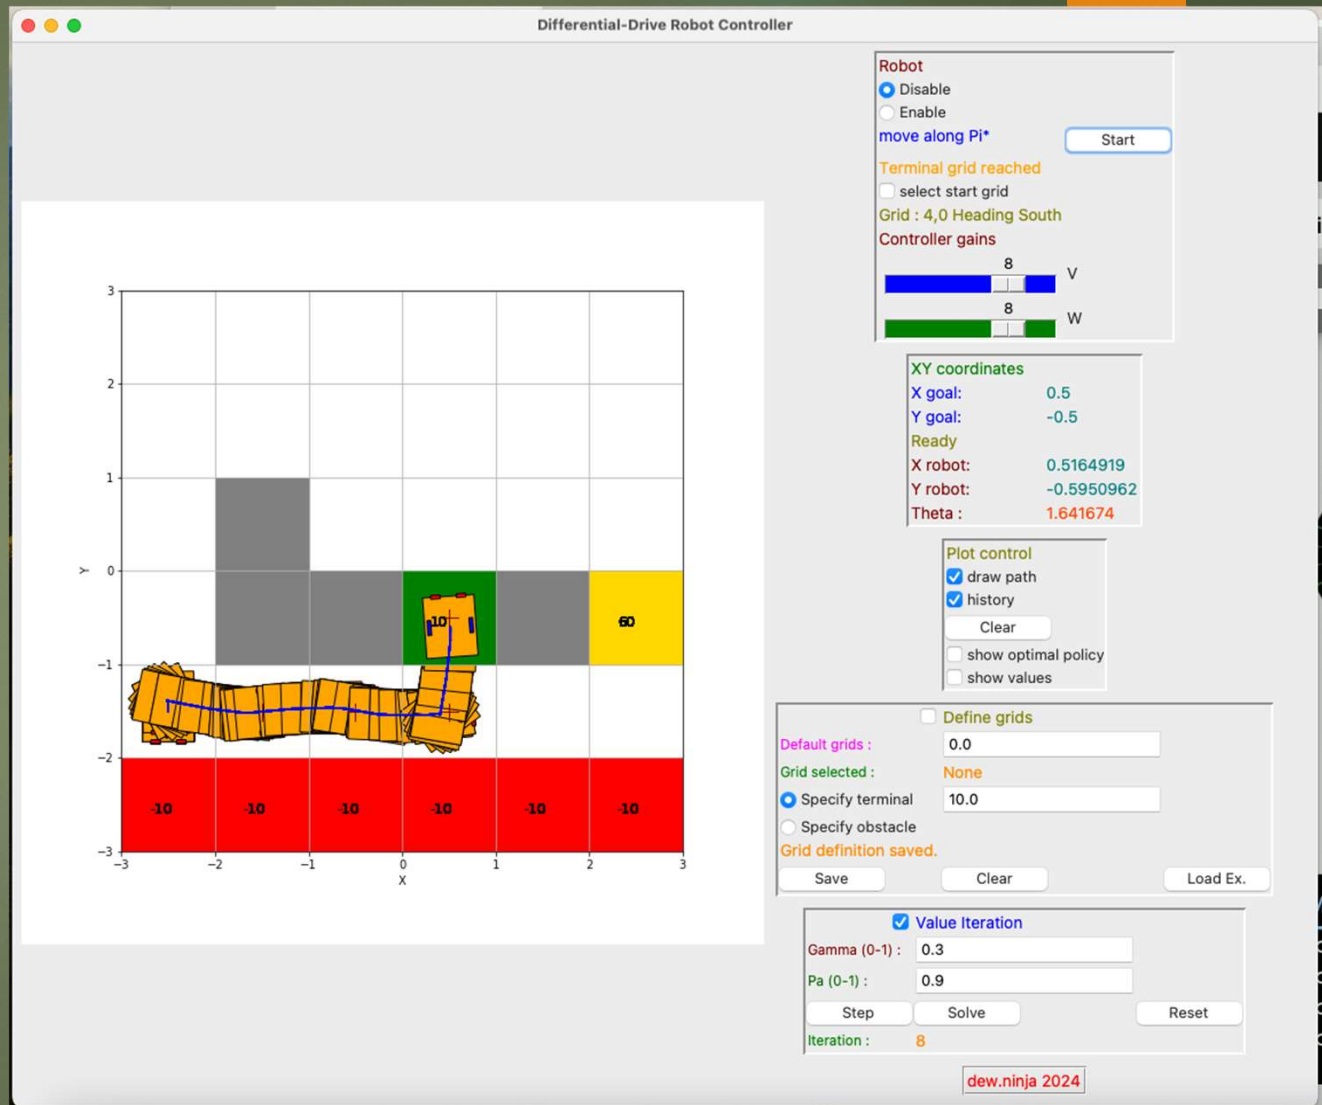 Differential-Drive Robot Controller
Robot
Disable
Enable
move along Pi*
Start
Terminal grid reached
select start grid
Grid : 4,0 Heading South
Controller gains
8
V
8
W
XY coordinates
X goal: 0.5
Y goal: -0.5
Ready
X robot: 0.5164919
Y robot: -0.5950962
Theta : 1.641674
Plot control
draw path
history
Clear
show optimal policy
show values
Define grids
Default grids : 0.0
Grid selected : None
Specify terminal 10.0
Specify obstacle
Grid definition saved.
Save Clear Load Ex.
Value Iteration
Gamma (0-1) : 0.3
Pa (0-1) : 0.9
Step Solve Reset
Iteration : 8
dew.ninja 2024
3
2
1
0
Y
10
60
−1
−2
-10 -10 -10 -10 -10 -10
−3
−3 −2 −1 0 1 2 3
X